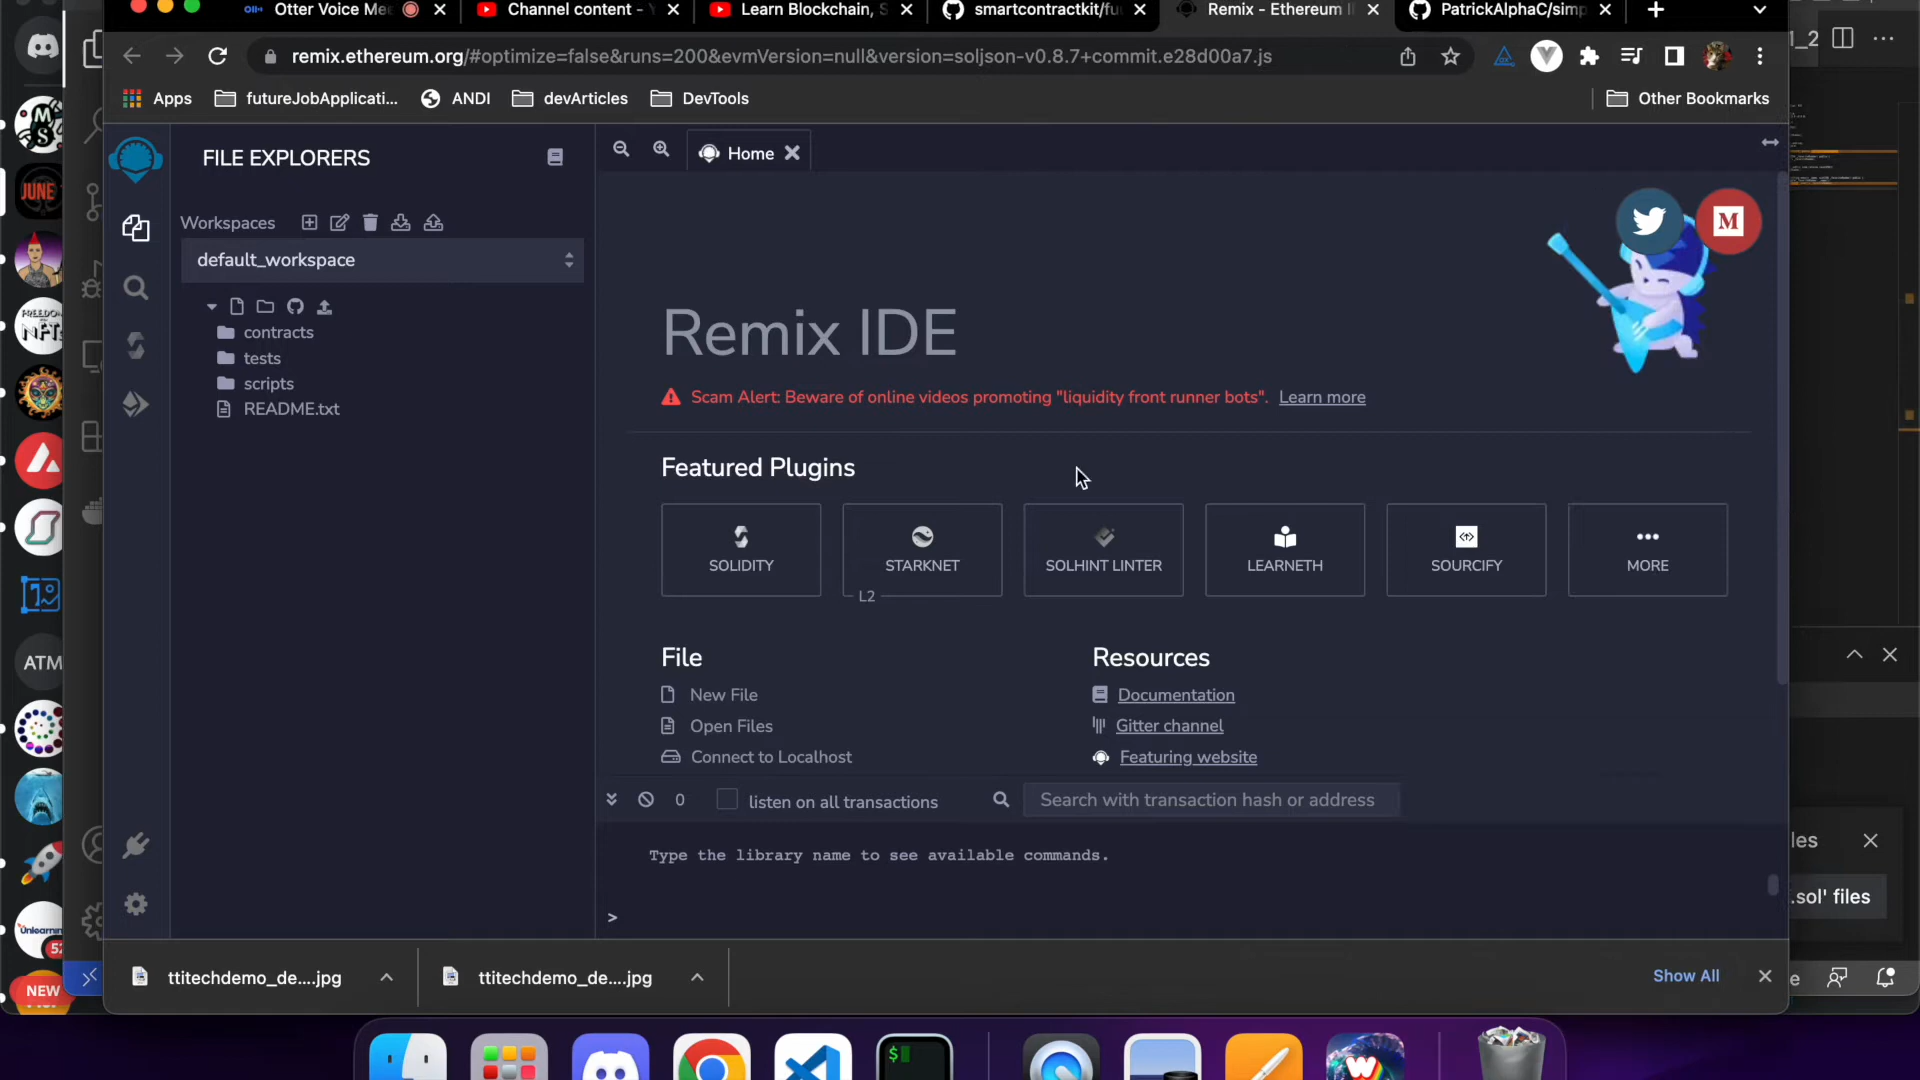 Otter Voice Mee
Channel content -
Learn Blockchain, S
smartcontractkit/fu
Remix - Ethereum I
PatrickAlphaC/simp
remix.ethereum.org/#optimize=false&runs=200&evmVersion=null&version=soljson-v0.8.7+commit.e28d00a7.js
Apps
futureJobApplicati...
ANDI
devArticles
DevTools
Other Bookmarks
FILE EXPLORERS
Home
Workspaces
default_workspace
contracts
tests
scripts
README.txt
Remix IDE
Scam Alert: Beware of online videos promoting "liquidity front runner bots". Learn more
Featured Plugins
SOLIDITY
STARKNET
L2
SOLHINT LINTER
LEARNETH
SOURCIFY
MORE
File
New File
Open Files
Connect to Localhost
Resources
Documentation
Gitter channel
Featuring website
0
listen on all transactions
Search with transaction hash or address
Type the library name to see available commands.
>
ttitechdemo_de....jpg
ttitechdemo_de....jpg
Show All
JUNE
FREEDOM
NFT
ATM
Unlearning
52
NEW
_2
les
.sol' files
e
$